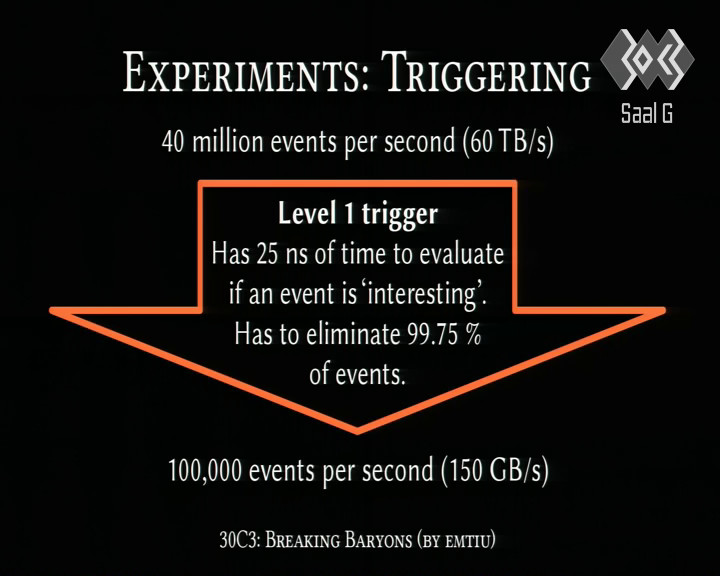 Experiments: Triggering
Saal G
40 million events per second (60 TB/s)
Level 1 trigger
Has 25 ns of time to evaluate
if an event is ‘interesting’.
Has to eliminate 99.75 %
of events.
100,000 events per second (150 GB/s)
30C3: Breaking Baryons (by emtiu)